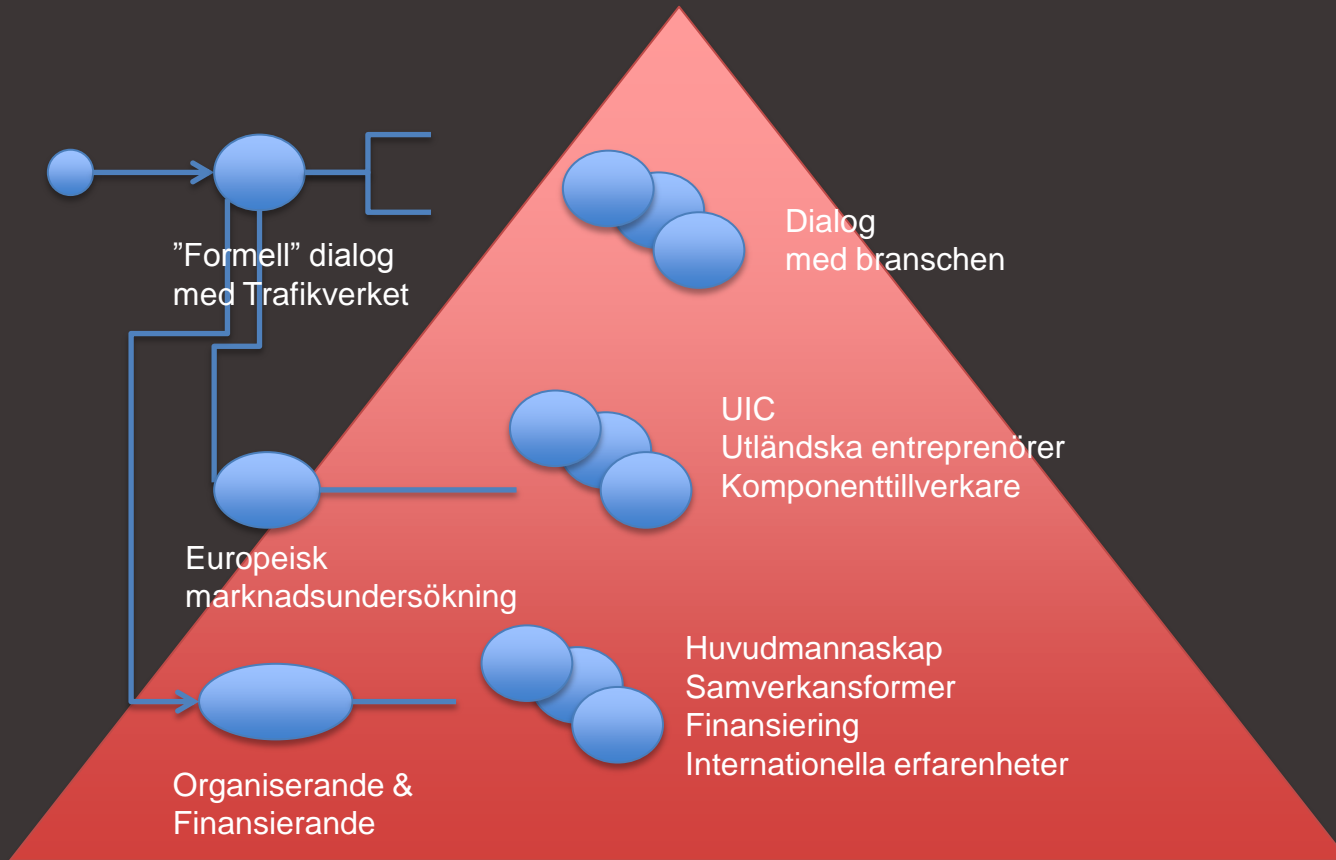 ”Formell” dialog
med Trafikverket
Dialog
med branschen
UIC
Utländska entreprenörer
Komponenttillverkare
Europeisk
marknadsundersökning
Huvudmannaskap
Samverkansformer
Finansiering
Internationella erfarenheter
Organiserande &
Finansierande